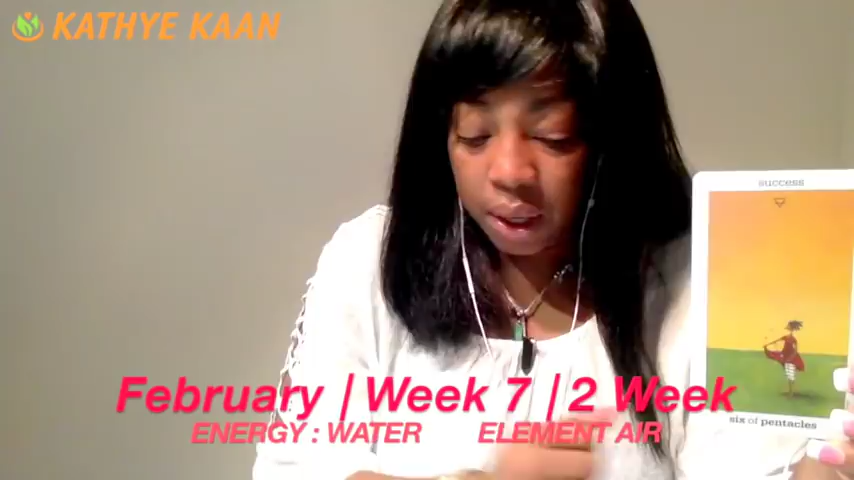 KATHYE KAAN
success
six of pentacles
February | Week 7 | 2 Week
ENERGY : WATER ELEMENT AIR